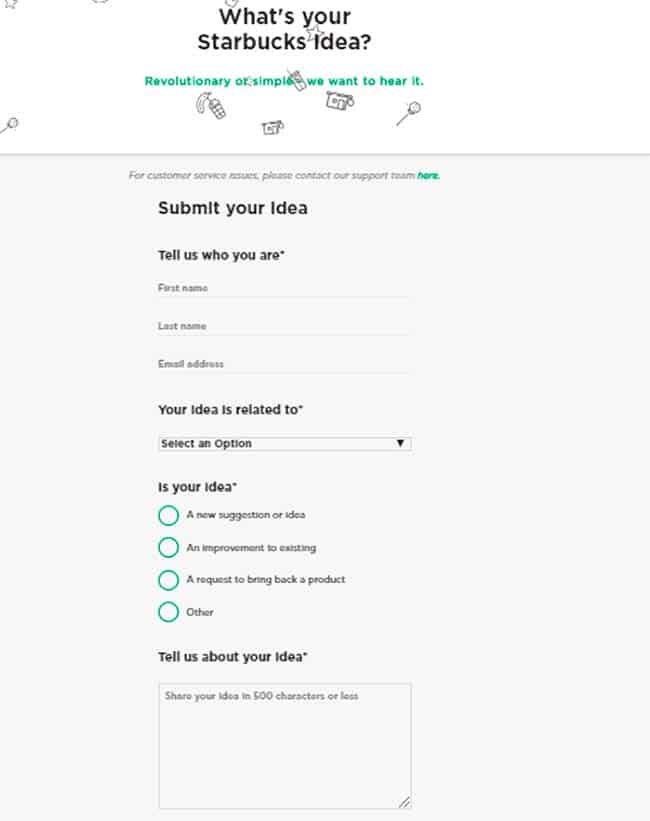 What's your
Starbucks Idea?
Revolutionary or simple - we want to hear it.
For customer service issues, please contact our support team here.
Submit your Idea
Tell us who you are*
First name
Last name
Email address
Your Idea is related to*
Select an Option ▼
Is your Idea*
A new suggestion or idea
An improvement to existing
A request to bring back a product
Other
Tell us about your Idea*
Share your idea in 500 characters or less